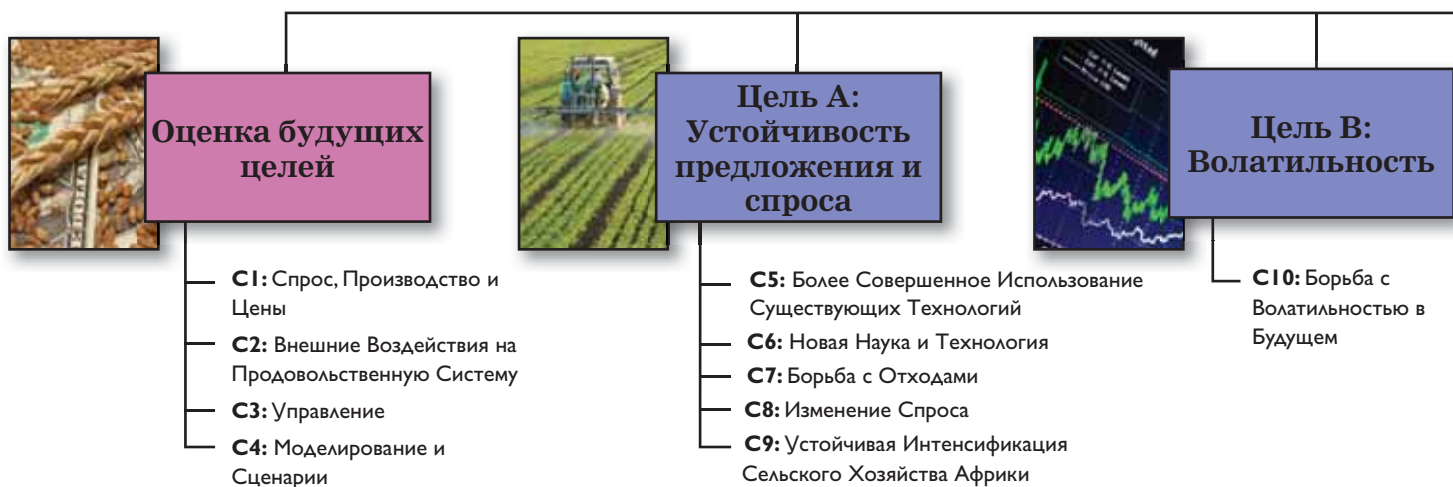 Оценка будущих
целей
C1: Спрос, Производство и
Цены
C2: Внешние Воздействия на
Продовольственную Систему
C3: Управление
C4: Моделирование и
Сценарии
Цель A:
Устойчивость
предложения и
спроса
C5: Более Совершенное Использование
Существующих Технологий
C6: Новая Наука и Технология
C7: Борьба с Отходами
C8: Изменение Спроса
C9: Устойчивая Интенсификация
Сельского Хозяйства Африки
Цель B:
Волатильность
C10: Борьба с
Волатильностью в
Будущем